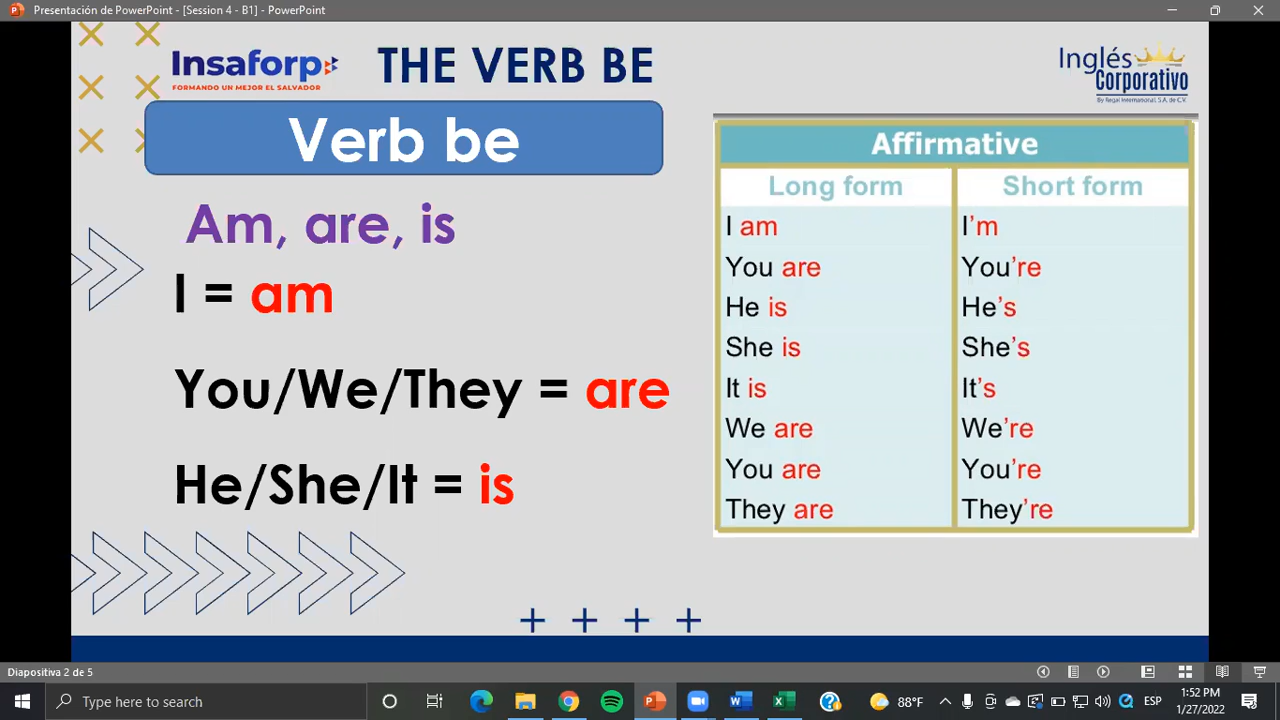 Presentación de PowerPoint - [Session 4 - B1] - PowerPoint
Insaforp
FORMANDO UN MEJOR EL SALVADOR
THE VERB BE
Inglés
Corporativo
By Regal International, S.A. de C.V.
Verb be
Am, are, is
I = am
You/We/They = are
He/She/It = is
Affirmative
Long form Short form
I am I'm
You are You're
He is He's
She is She's
It is It's
We are We're
You are You're
They are They're
Diapositiva 2 de 5
Type here to search
88°F
ESP
1:52 PM
1/27/2022